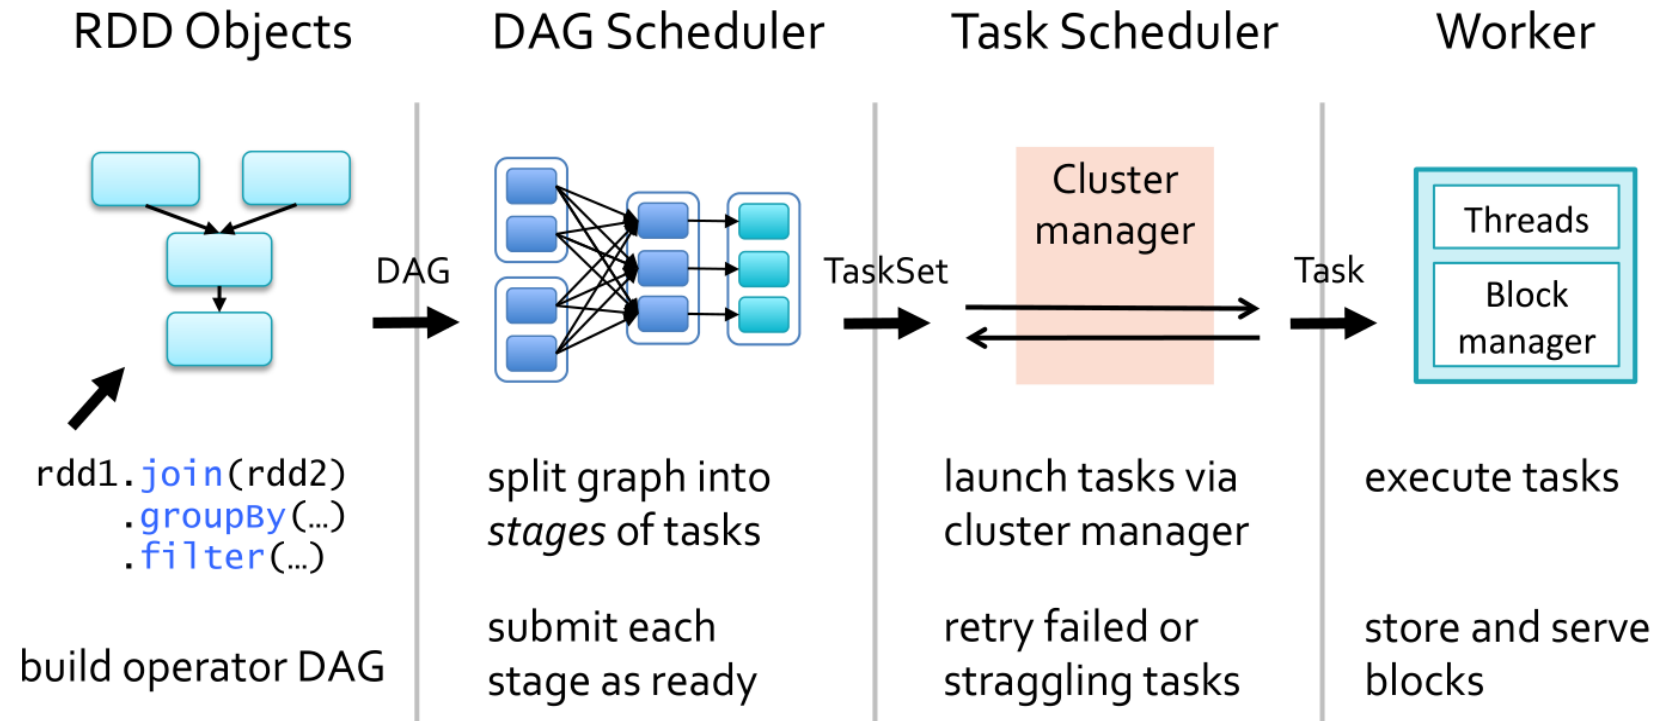 RDD Objects
DAG Scheduler
Task Scheduler
Worker
DAG
TaskSet
Cluster
manager
Task
Threads
Block
manager
rdd1.join(rdd2)
.groupBy(…)
.filter(…)
build operator DAG
split graph into
stages of tasks
submit each
stage as ready
launch tasks via
cluster manager
retry failed or
straggling tasks
execute tasks
store and serve
blocks